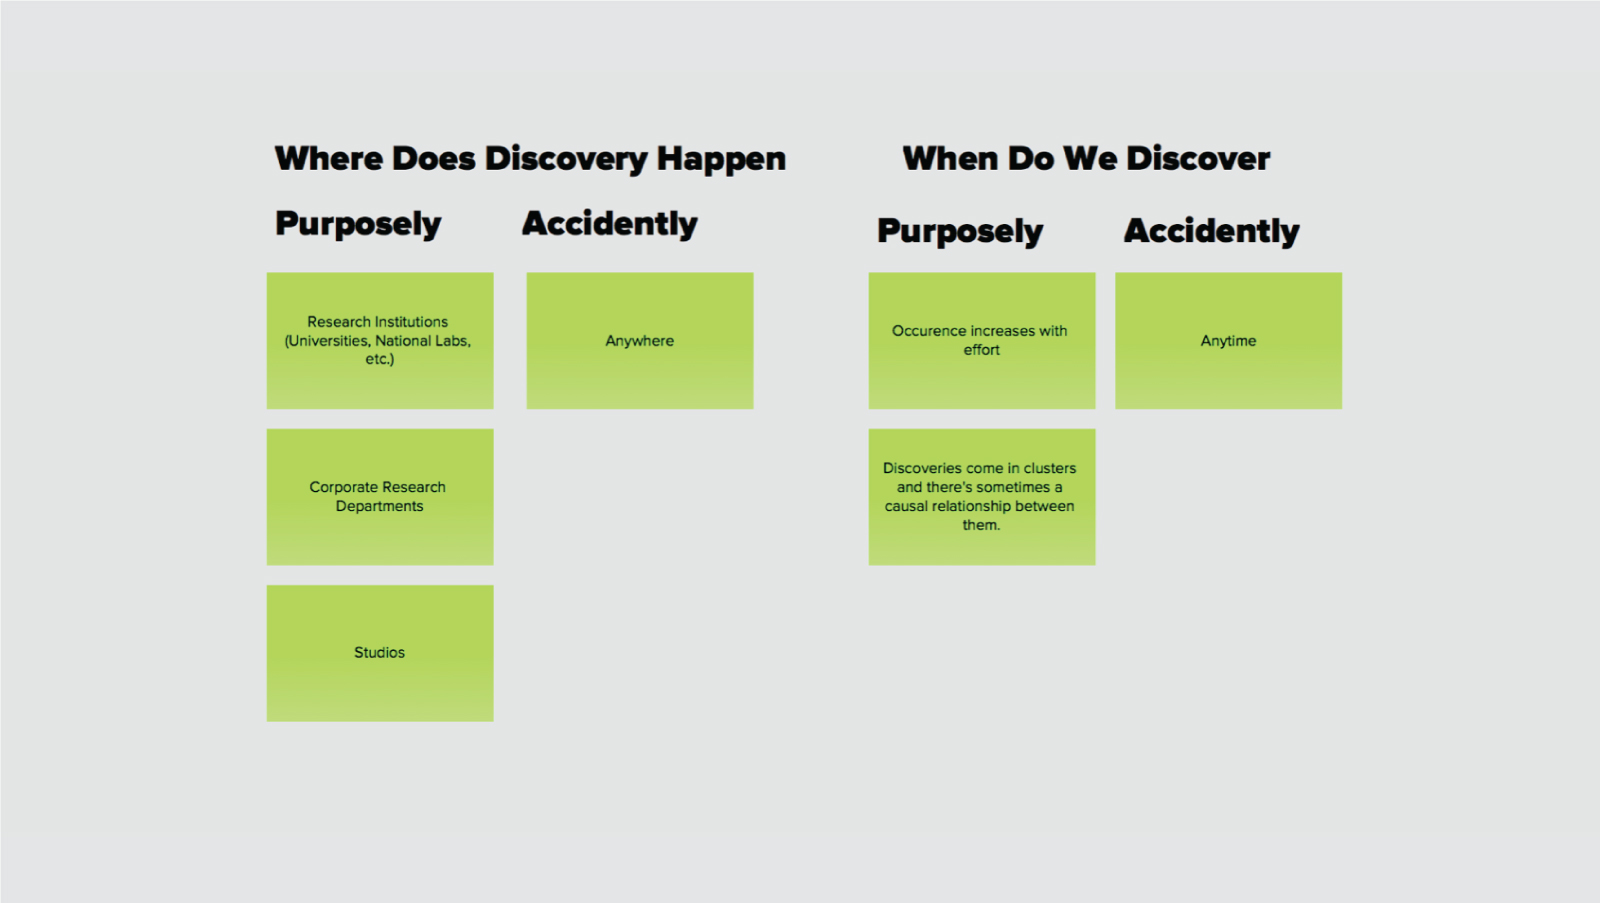 Where Does Discovery Happen
Purposely
Accidently
Research Institutions
(Universities, National Labs,
etc.)
Anywhere
Corporate Research
Departments
Studios
When Do We Discover
Purposely
Accidently
Occurence increases with
effort
Anytime
Discoveries come in clusters
and there's sometimes a
causal relationship between
them.